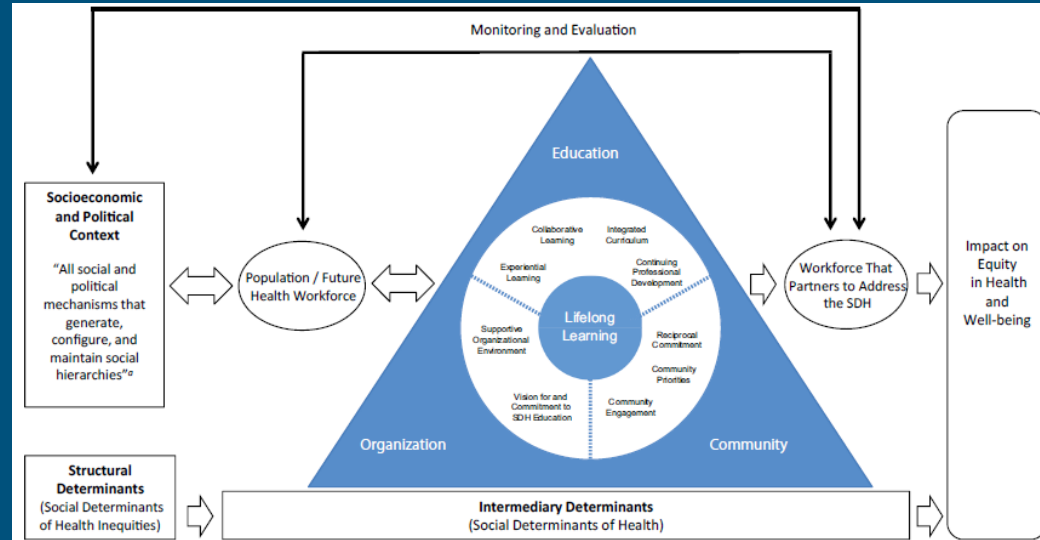 Monitoring and Evaluation
Education
Socioeconomic
and Political
Context
“All social and
political
mechanisms that
generate,
configure, and
maintain social
hierarchies”a
Population / Future
Health Workforce
Collaborative
Learning
Integrated
Curriculum
Experiential
Learning
Continuing
Professional
Development
Lifelong
Learning
Supportive
Organizational
Environment
Reciprocal
Commitment
Community
Priorities
Vision for and
Commitment to
SDH Education
Community
Engagement
Organization
Community
Workforce That
Partners to Address
the SDH
Impact on
Equity
in Health
and
Well-being
Structural
Determinants
(Social Determinants
of Health Inequities)
Intermediary Determinants
(Social Determinants of Health)